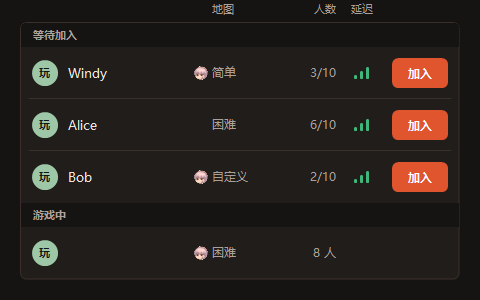 地图 人数 延迟
等待加入
玩 Windy 简单 3/10 加入
玩 Alice 困难 6/10 加入
玩 Bob 自定义 2/10 加入
游戏中
玩 困难 8 人